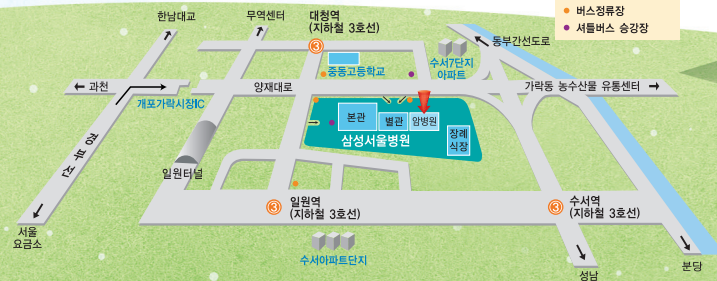 버스정류장
셔틀버스 승강장
한남대교
무역센터
대청역
(지하철 3호선)
3
동부간선도로
수서7단지
아파트
중동고등학교
과천
양재대로
가락동 농수산물 유통센터
개포가락시장IC
본관
별관
암병원
장례
식장
삼성서울병원
경부선
일원터널
일원역
(지하철 3호선)
3
수서역
(지하철 3호선)
3
서울
요금소
수서아파트단지
성남
분당